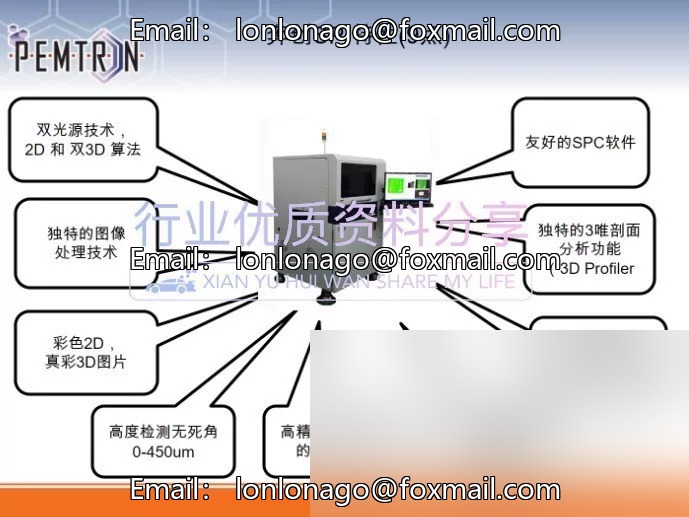 Email： lonlonago@foxmail.com
PEMTRON
双光源技术，
2D 和 双3D 算法
友好的SPC软件
行业优质资料分享
独特的图像
处理技术
独特的3唯剖面
分析功能
( 3D Profiler
Email： lonlonago@foxmail.com
XIAN YU HUI WAN SHARE MY LIFE
彩色2D，
真彩3D图片
高度检测无死角
0-450um
高精
的
Email： lonlonago@foxmail.com